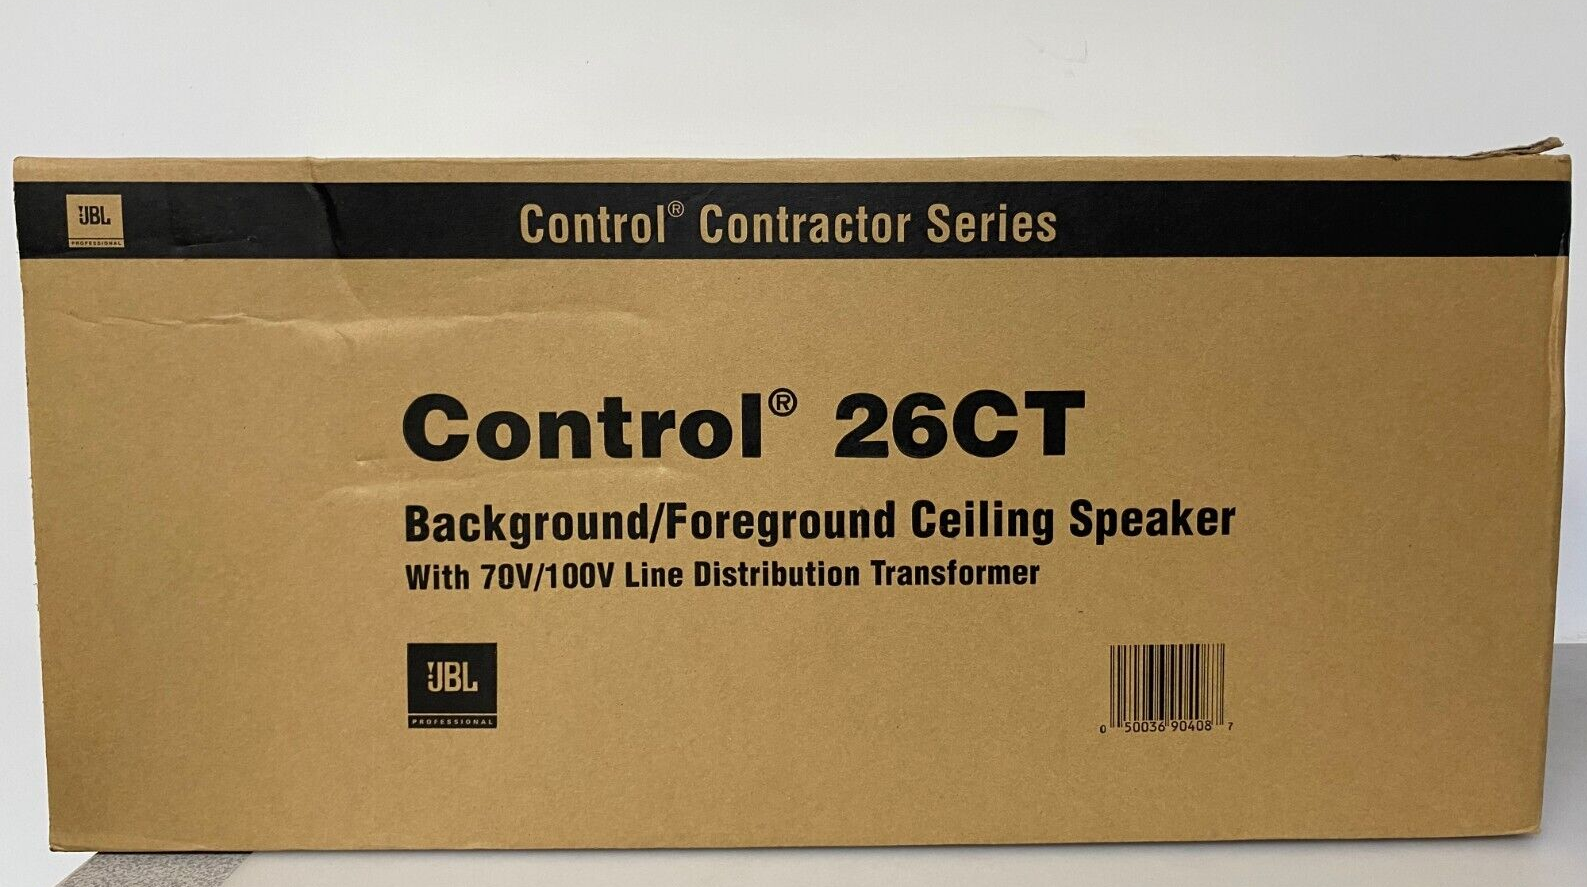 JBL
PROFESSIONAL
Control® Contractor Series
Control® 26CT
Background/Foreground Ceiling Speaker
With 70V/100V Line Distribution Transformer
JBL
PROFESSIONAL
0 50036 90408 7